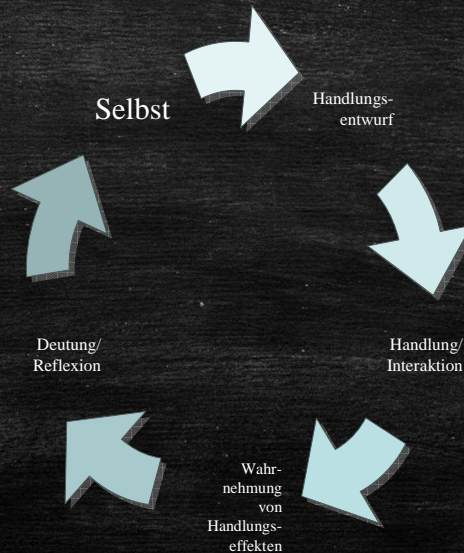 Selbst
Handlungs-
entwurf
Handlung/
Interaktion
Wahr-
nehmung
von
Handlungs-
effekten
Deutung/
Reflexion